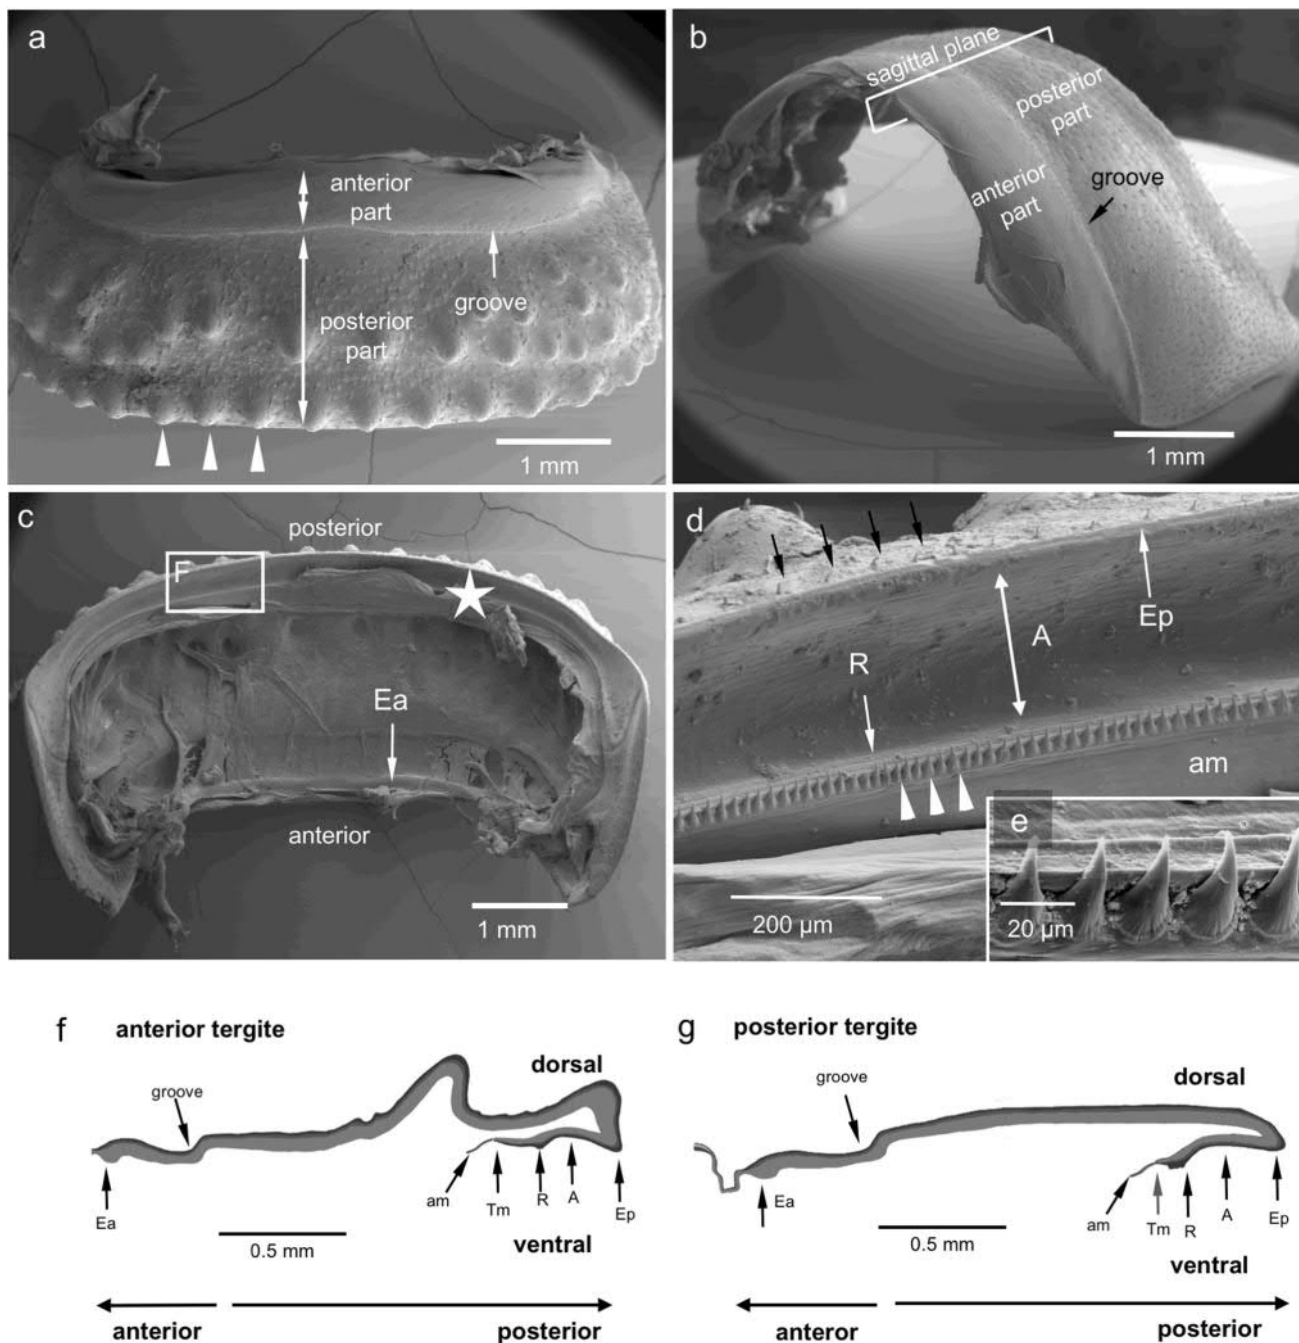 a
anterior
part
groove
posterior
part
1 mm
b
sagittal plane
posterior
part
anterior
part
groove
1 mm
c
posterior
F
Ea
anterior
1 mm
d
Ep
A
R
am
200 µm
e
20 µm
f
anterior tergite
groove
dorsal
am
Tm
R
A
Ep
Ea
0.5 mm
ventral
anterior
posterior
g
posterior tergite
groove
dorsal
Ea
am
Tm
R
A
Ep
0.5 mm
ventral
anteror
posterior